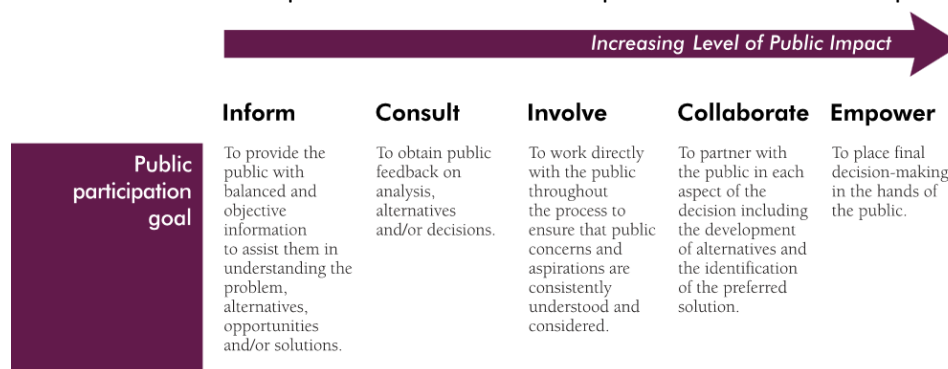 Increasing Level of Public Impact
Inform
Consult
Involve
Collaborate
Empower
Public
participation
goal
To provide the
public with
balanced and
objective
information
to assist them in
understanding the
problem,
alternatives,
opportunities
and/or solutions.
To obtain public
feedback on
analysis,
alternatives
and/or decisions.
To work directly
with the public
throughout
the process to
ensure that public
concerns and
aspirations are
consistently
understood and
considered.
To partner with
the public in each
aspect of the
decision including
the development
of alternatives and
the identification
of the preferred
solution.
To place final
decision-making
in the hands of
the public.